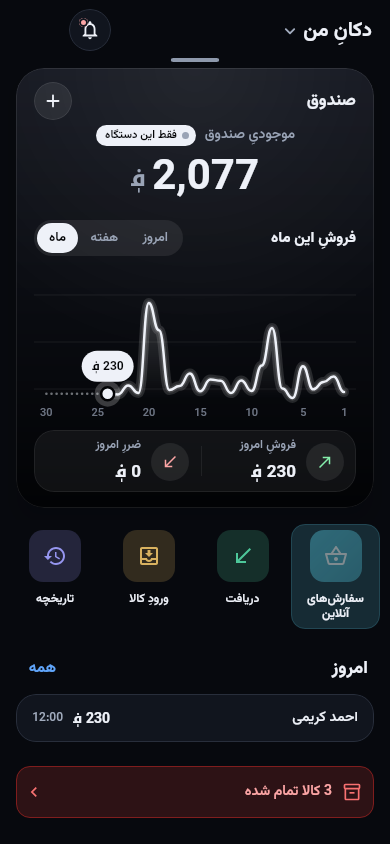 دکانِ من
صندوق
موجودیِ صندوق
فقط این دستگاه
2,077 ؋
فروشِ این ماه
امروز
هفته
ماه
230 ؋
1 5 10 15 20 25 30
فروشِ امروز
230 ؋
ضررِ امروز
0 ؋
سفارش‌های
آنلاین
دریافت
ورودِ کالا
تاریخچه
امروز
همه
احمد کریمی
230 ؋
12:00
3 کالا تمام شده